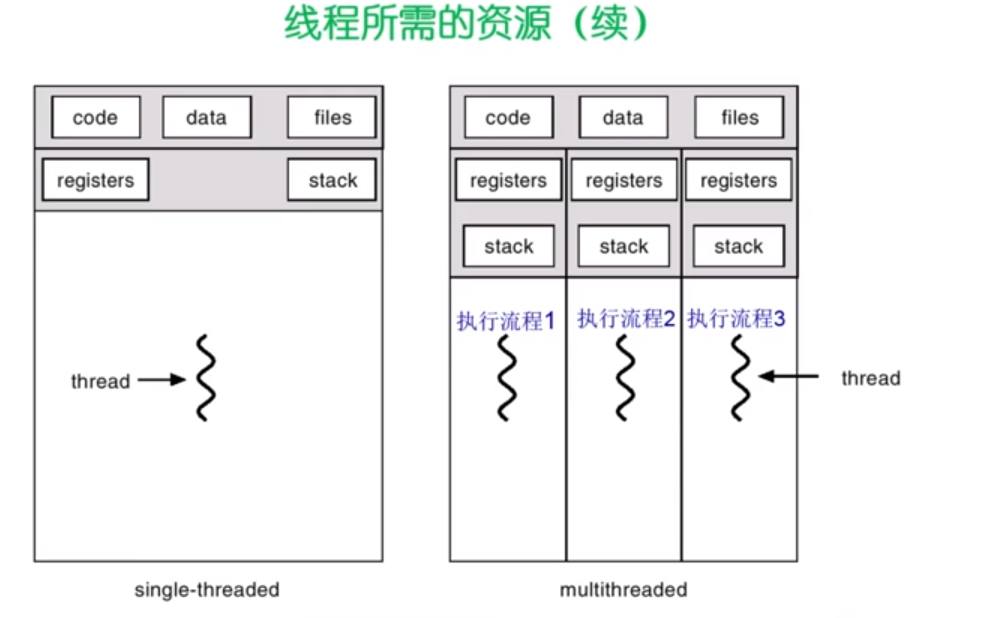 线程所需的资源（续）
code data files
registers stack
thread
single-threaded
code data files
registers registers registers
stack stack stack
执行流程1 执行流程2 执行流程3
thread
multithreaded